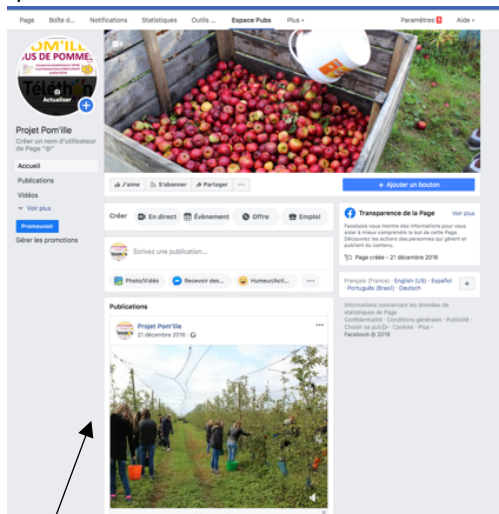 Page Boîte d... Notifications Statistiques Outils ... Espace Pubs Plus Paramètres Aide
POM'ILL
JUS DE POMME
Téléthon
Actualiser
Projet Pom'ille
Créer un nom d'utilisateur
de Page "@"
Accueil
Publications
Vidéos
Voir plus
Promouvoir
Gérer les promotions
J'aime S'abonner Partager ...
+ Ajouter un bouton
Créer En direct Évènement Offre Emploi
Écrivez une publication...
Photo/Vidéo Recevoir des... Humeur/Acti... ...
Publications
Projet Pom'ille ...
21 décembre 2016
Transparence de la Page Voir plus
Facebook vous montre des informations pour vous
aider à mieux comprendre le but de cette Page.
Découvrez les actions des personnes qui gèrent et
publient du contenu.
Page créée - 21 décembre 2016
Français (France) · English (US) · Español
· Português (Brasil) · Deutsch
+
Informations concernant les données de
statistiques de Page
Confidentialité · Conditions générales · Publicité ·
Choisir sa pub · Cookies · Plus
Facebook © 2019